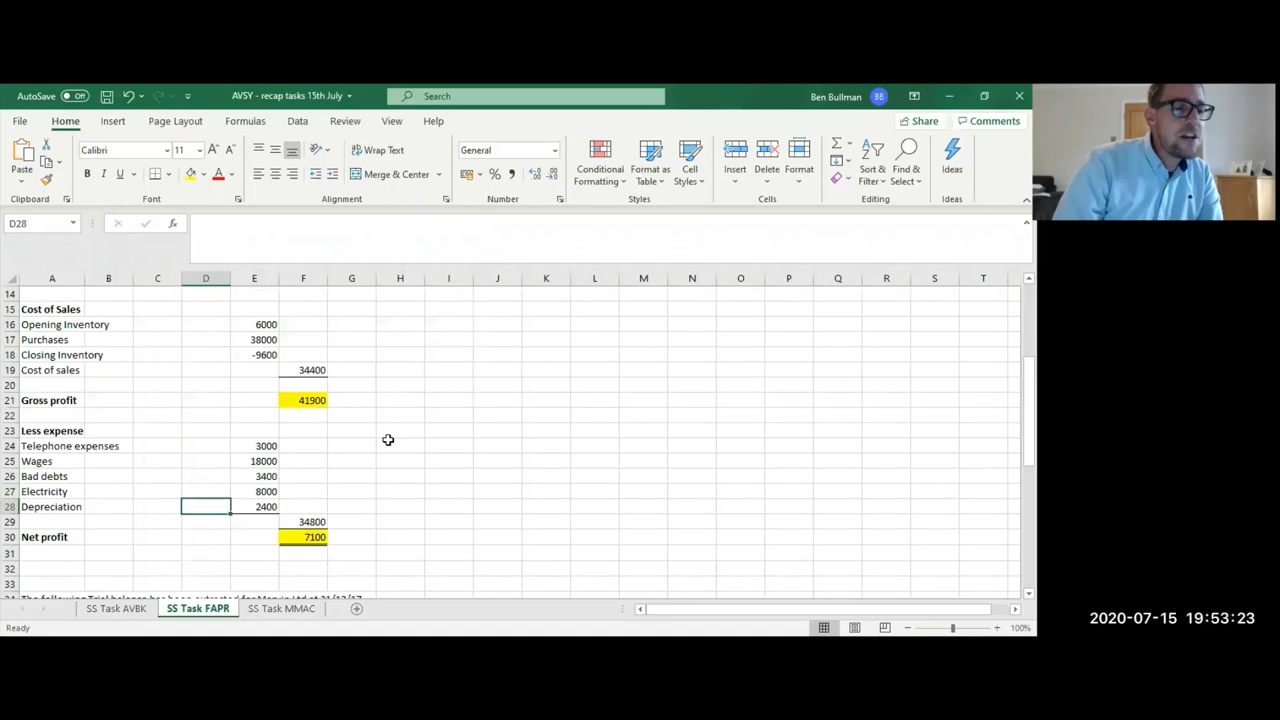 AutoSave Off AVSY - recap tasks 15th July Search Ben Bullman BB
File Home Insert Page Layout Formulas Data Review View Help Share Comments
Paste Calibri 11 Wrap Text General Conditional Formatting Format as Table Cell Styles Insert Delete Format Sort & Filter Find & Select Ideas
B I U Merge & Center
Clipboard Font Alignment Number Styles Cells Editing Ideas
D28 fx
A B C D E F G H I J K L M N O P Q R S T
14
15 Cost of Sales
16 Opening Inventory 6000
17 Purchases 38000
18 Closing Inventory -9600
19 Cost of sales 34400
20
21 Gross profit 41900
22
23 Less expense
24 Telephone expenses 3000
25 Wages 18000
26 Bad debts 3400
27 Electricity 8000
28 Depreciation 2400
29 34800
30 Net profit 7100
31
32
33
SS Task AVBK SS Task FAPR SS Task MMAC
Ready 100%
2020-07-15 19:53:23